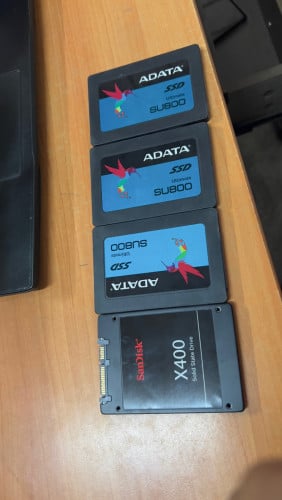 ADATA
SSD
Ultimate
SU800
ADATA
SSD
Ultimate
SU800
ADATA
SSD
Ultimate
SU800
SanDisk
X400
Solid State Drive